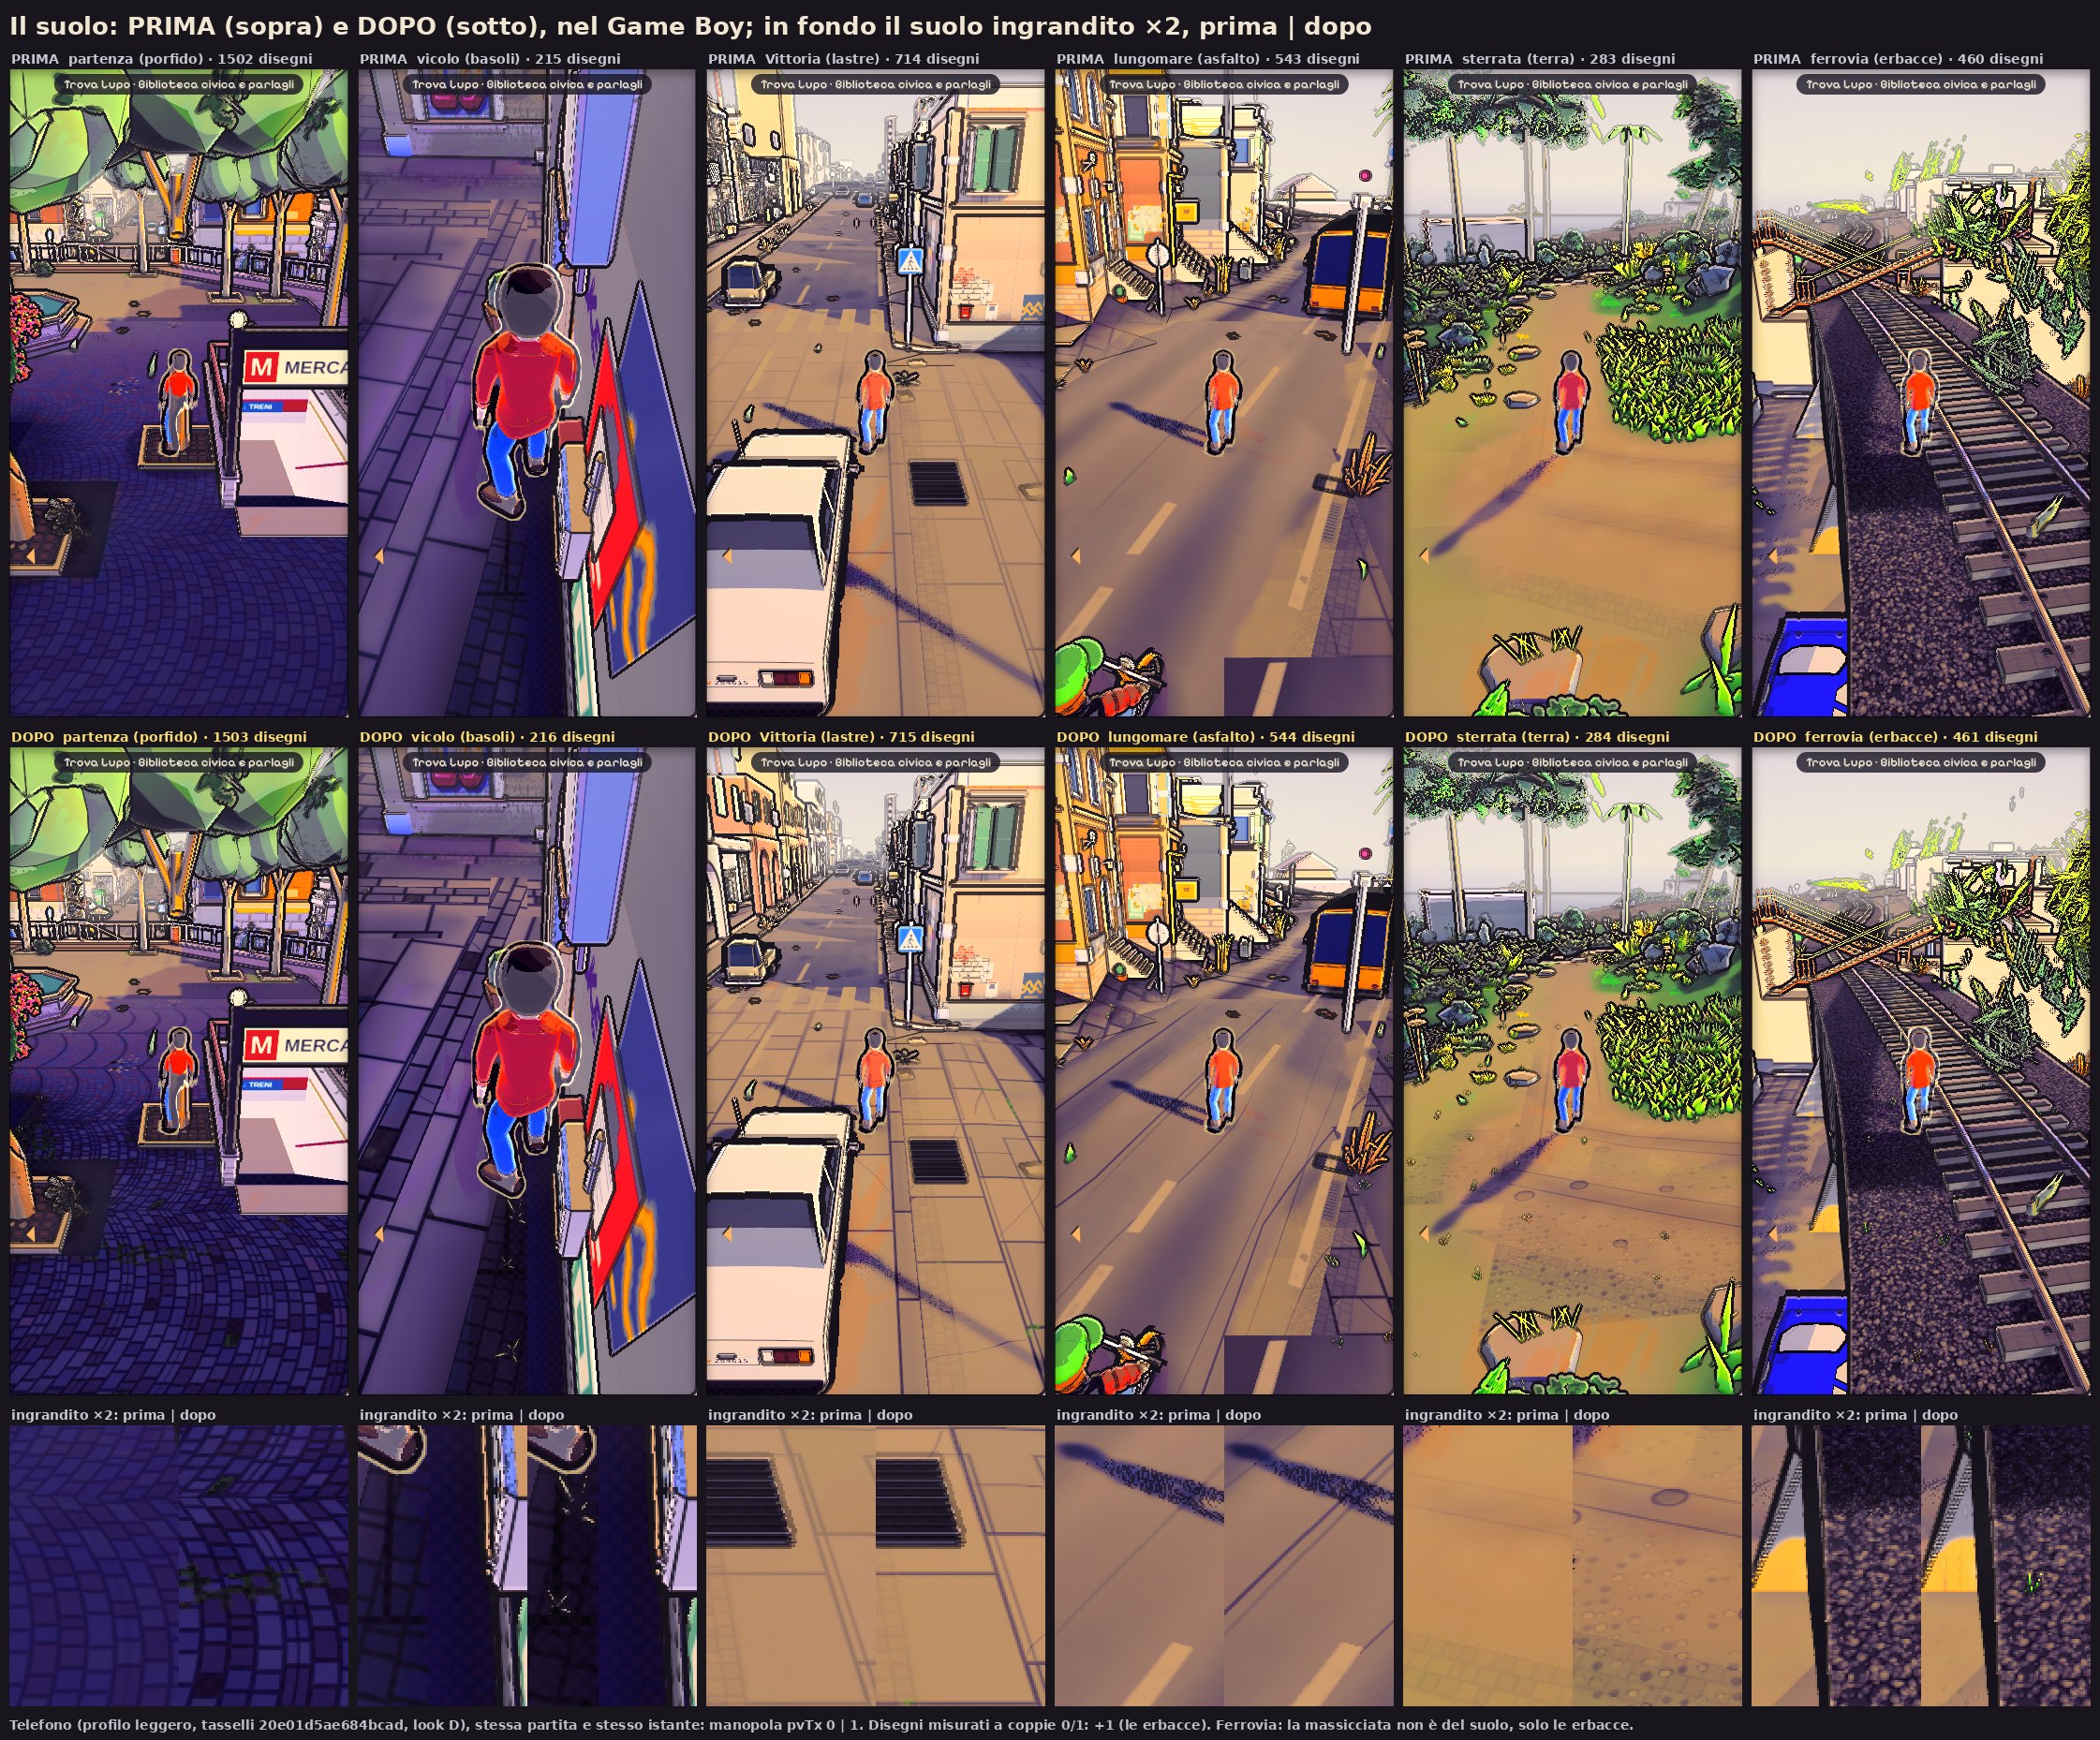 Il suolo: PRIMA (sopra) e DOPO (sotto), nel Game Boy; in fondo il suolo ingrandito ×2, prima | dopo
PRIMA partenza (porfido) · 1502 disegni
PRIMA vicolo (basoli) · 215 disegni
PRIMA Vittoria (lastre) · 714 disegni
PRIMA lungomare (asfalto) · 543 disegni
PRIMA sterrata (terra) · 283 disegni
PRIMA ferrovia (erbacce) · 460 disegni
Trova Lupo · Biblioteca civica e parlagli
Trova Lupo · Biblioteca civica e parlagli
Trova Lupo · Biblioteca civica e parlagli
Trova Lupo · Biblioteca civica e parlagli
Trova Lupo · Biblioteca civica e parlagli
Trova Lupo · Biblioteca civica e parlagli
M MERCA
TRENI
DOPO partenza (porfido) · 1503 disegni
DOPO vicolo (basoli) · 216 disegni
DOPO Vittoria (lastre) · 715 disegni
DOPO lungomare (asfalto) · 544 disegni
DOPO sterrata (terra) · 284 disegni
DOPO ferrovia (erbacce) · 461 disegni
Trova Lupo · Biblioteca civica e parlagli
Trova Lupo · Biblioteca civica e parlagli
Trova Lupo · Biblioteca civica e parlagli
Trova Lupo · Biblioteca civica e parlagli
Trova Lupo · Biblioteca civica e parlagli
Trova Lupo · Biblioteca civica e parlagli
M MERCA
TRENI
ingrandito ×2: prima | dopo
ingrandito ×2: prima | dopo
ingrandito ×2: prima | dopo
ingrandito ×2: prima | dopo
ingrandito ×2: prima | dopo
ingrandito ×2: prima | dopo
Telefono (profilo leggero, tasselli 20e01d5ae684bcad, look D), stessa partita e stesso istante: manopola pvTx 0 | 1. Disegni misurati a coppie 0/1: +1 (le erbacce). Ferrovia: la massicciata non è del suolo, solo le erbacce.